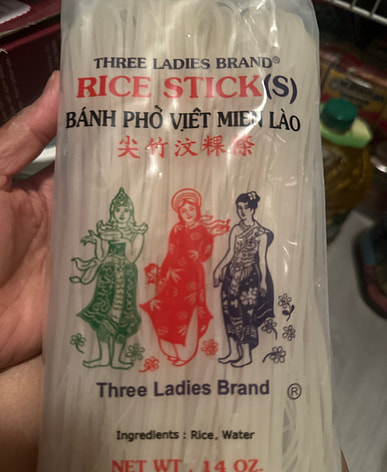 THREE LADIES BRAND®
RICE STICK(S)
BÁNH PHỞ VIỆT MIEN LÀO
尖竹汶粿條
Three Ladies Brand ®
Ingredients : Rice, Water
NET WT. 14 OZ.